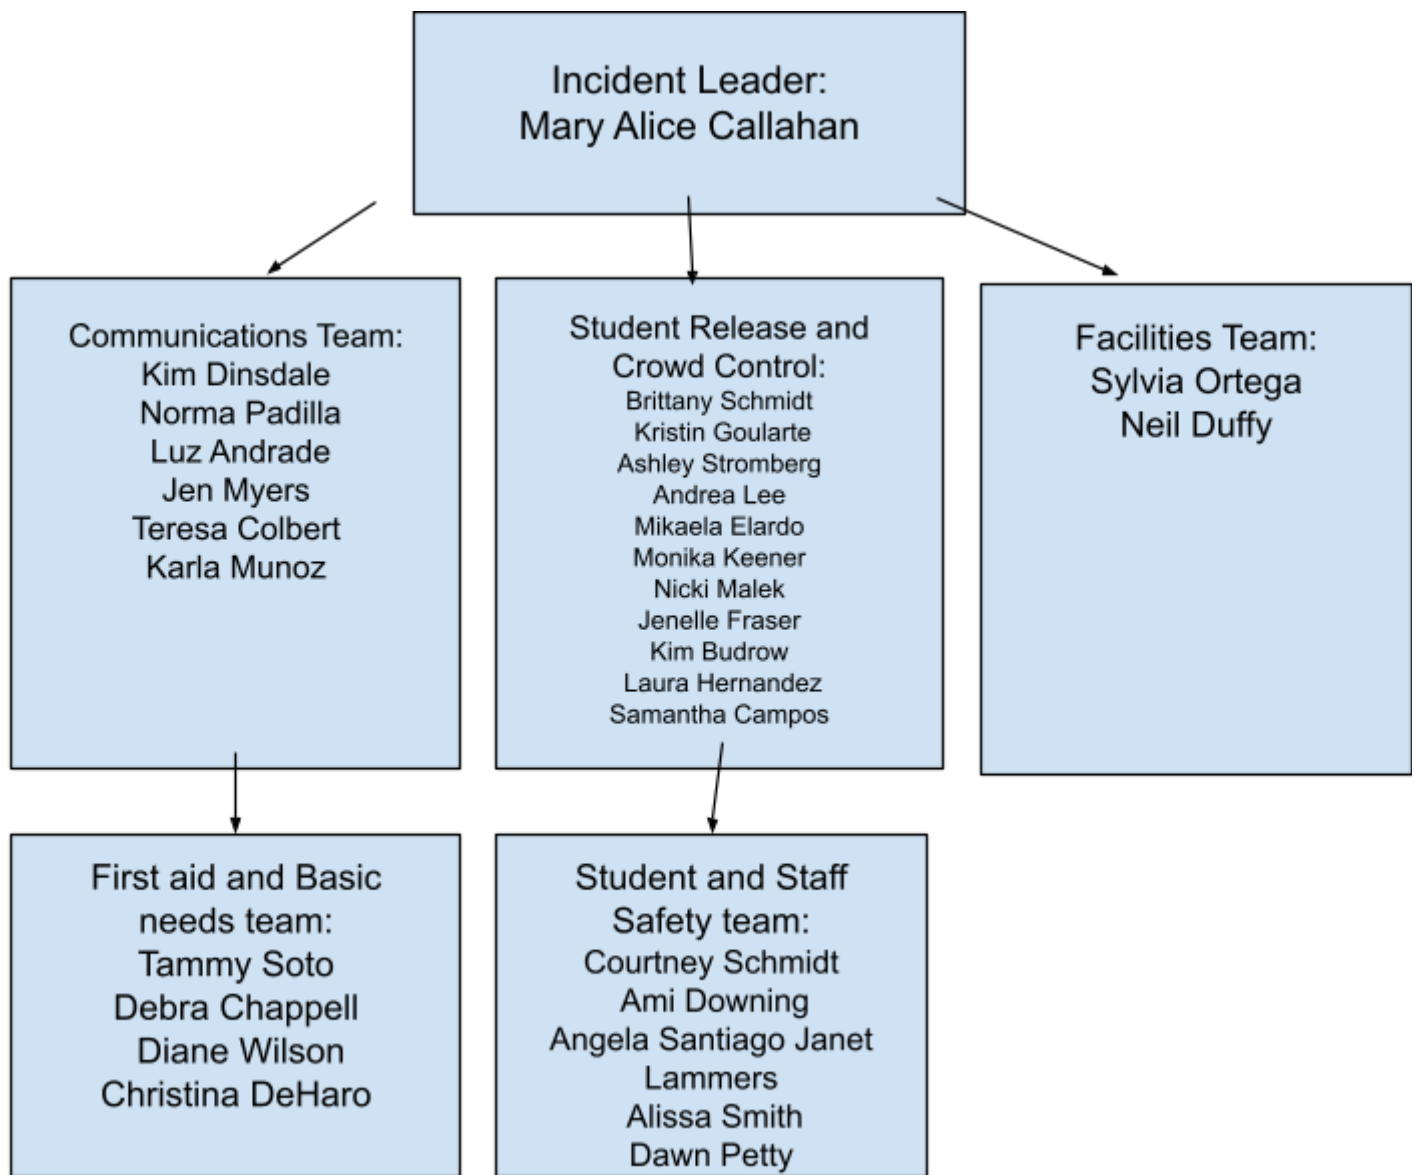 Incident Leader:
Mary Alice Callahan
Communications Team:
Kim Dinsdale
Norma Padilla
Luz Andrade
Jen Myers
Teresa Colbert
Karla Munoz
Student Release and
Crowd Control:
Brittany Schmidt
Kristin Goularte
Ashley Stromberg
Andrea Lee
Mikaela Elardo
Monika Keener
Nicki Malek
Jenelle Fraser
Kim Budrow
Laura Hernandez
Samantha Campos
Facilities Team:
Sylvia Ortega
Neil Duffy
First aid and Basic
needs team:
Tammy Soto
Debra Chappell
Diane Wilson
Christina DeHaro
Student and Staff
Safety team:
Courtney Schmidt
Ami Downing
Angela Santiago Janet
Lammers
Alissa Smith
Dawn Petty